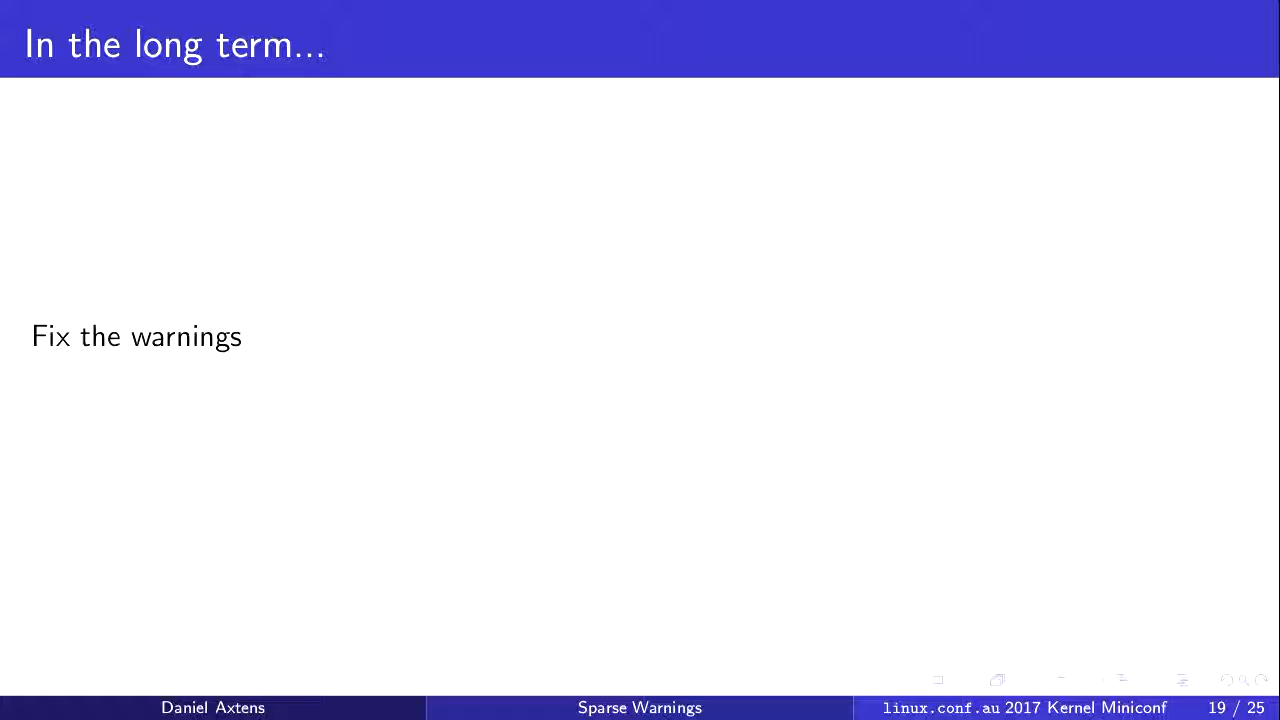 In the long term...
Fix the warnings
Daniel Axtens
Sparse Warnings
linux.conf.au 2017 Kernel Miniconf
19 / 25